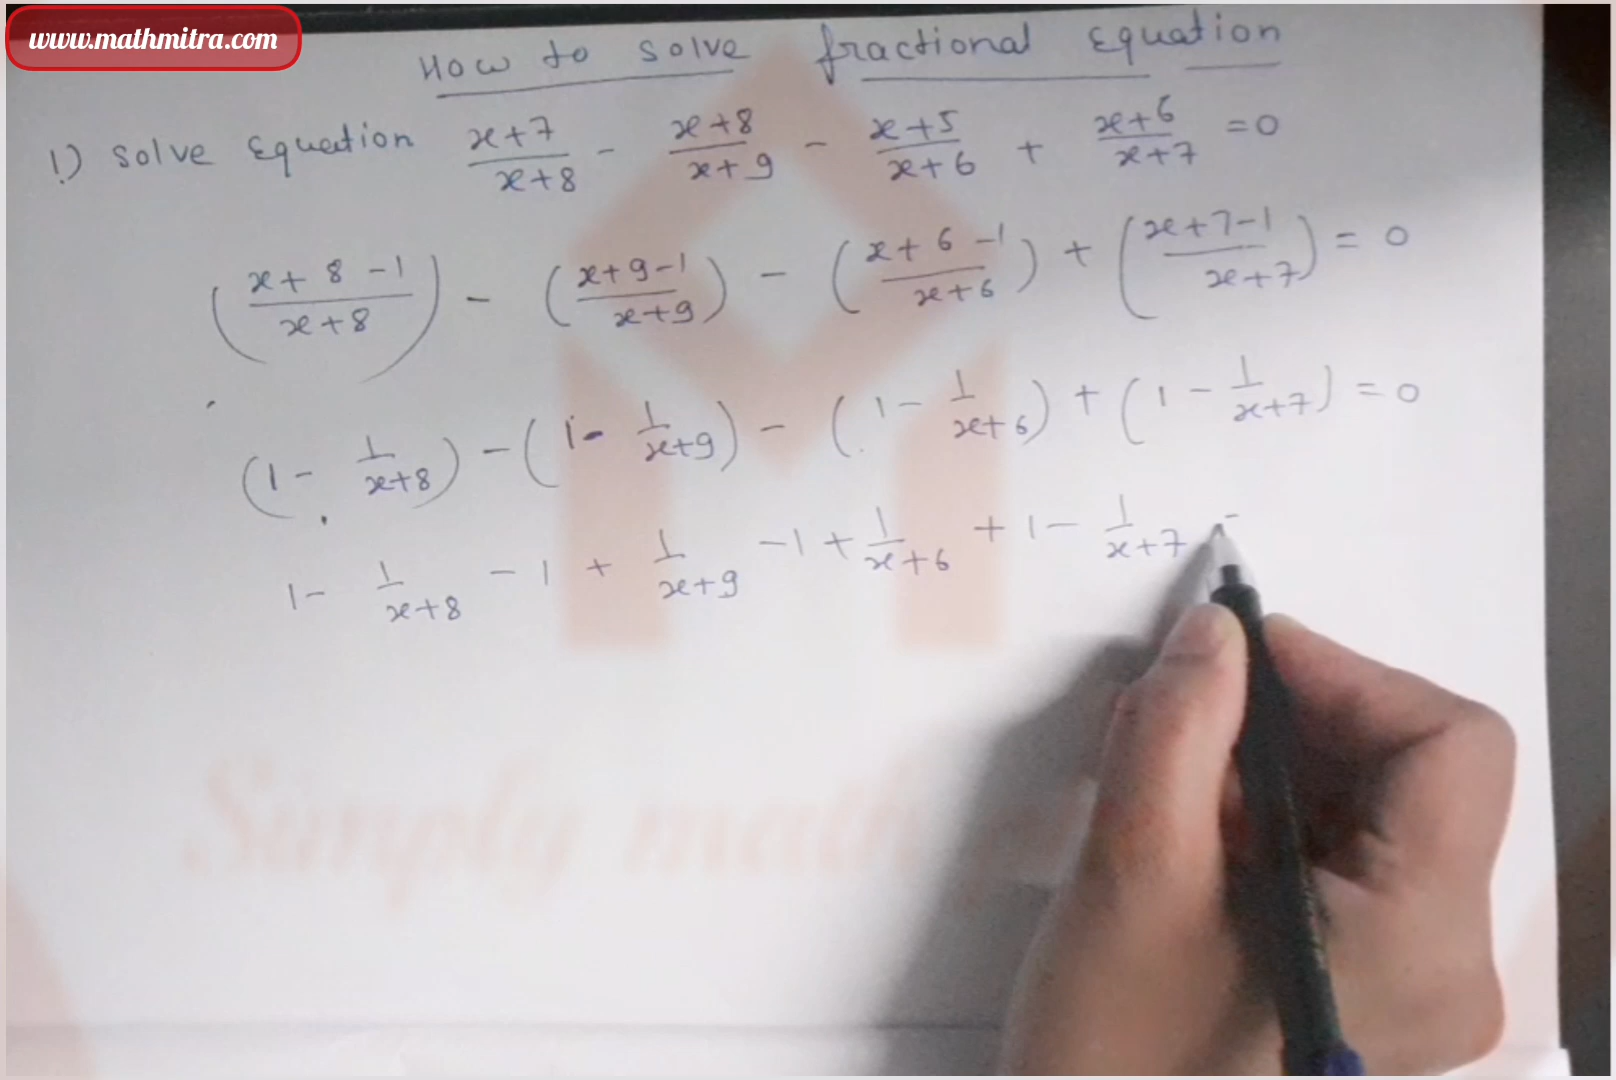 www.mathmitra.com
How to solve fractional Equation
1.) Solve Equation x+7/x+8 - x+8/x+9 - x+5/x+6 + x+6/x+7 =0
(x+8-1/x+8) - (x+9-1/x+9) - (x+6-1/x+6) + (x+7-1/x+7) = 0
(1- 1/x+8) - (1- 1/x+9) - (1- 1/x+6) + (1- 1/x+7) = 0
1- 1/x+8 -1 + 1/x+9 -1 + 1/x+6 + 1- 1/x+7 -
Simply math